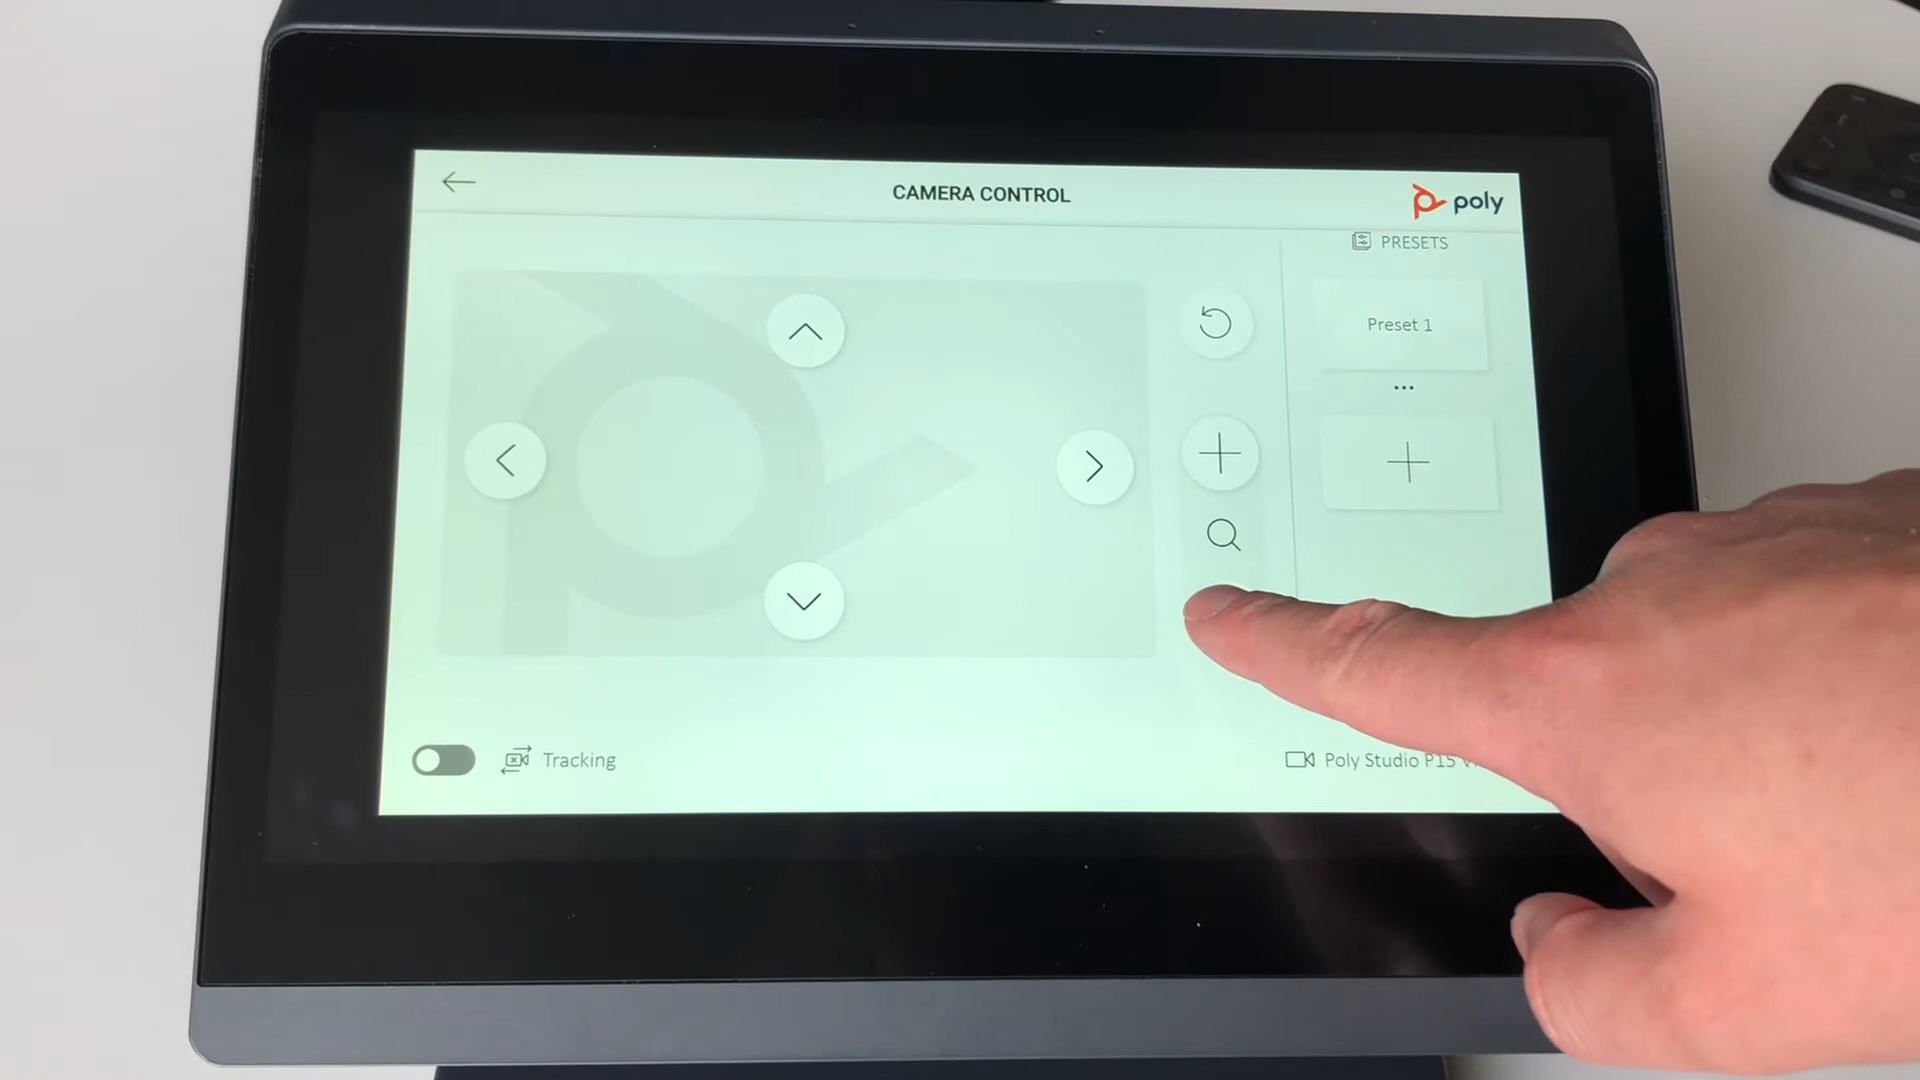 CAMERA CONTROL
poly
PRESETS
Preset 1
...
Tracking
Poly Studio P15